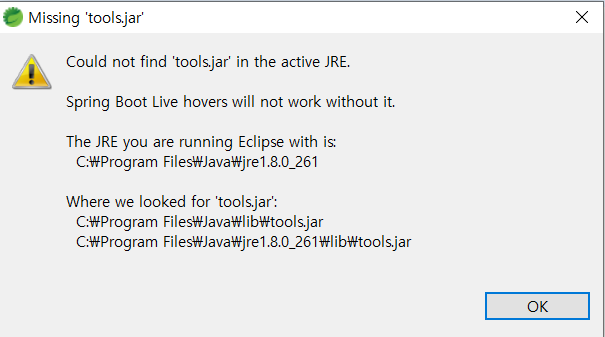 Missing 'tools.jar'
Could not find 'tools.jar' in the active JRE.
Spring Boot Live hovers will not work without it.
The JRE you are running Eclipse with is:
C:₩Program Files₩Java₩jre1.8.0_261
Where we looked for 'tools.jar':
C:₩Program Files₩Java₩lib₩tools.jar
C:₩Program Files₩Java₩jre1.8.0_261₩lib₩tools.jar
OK